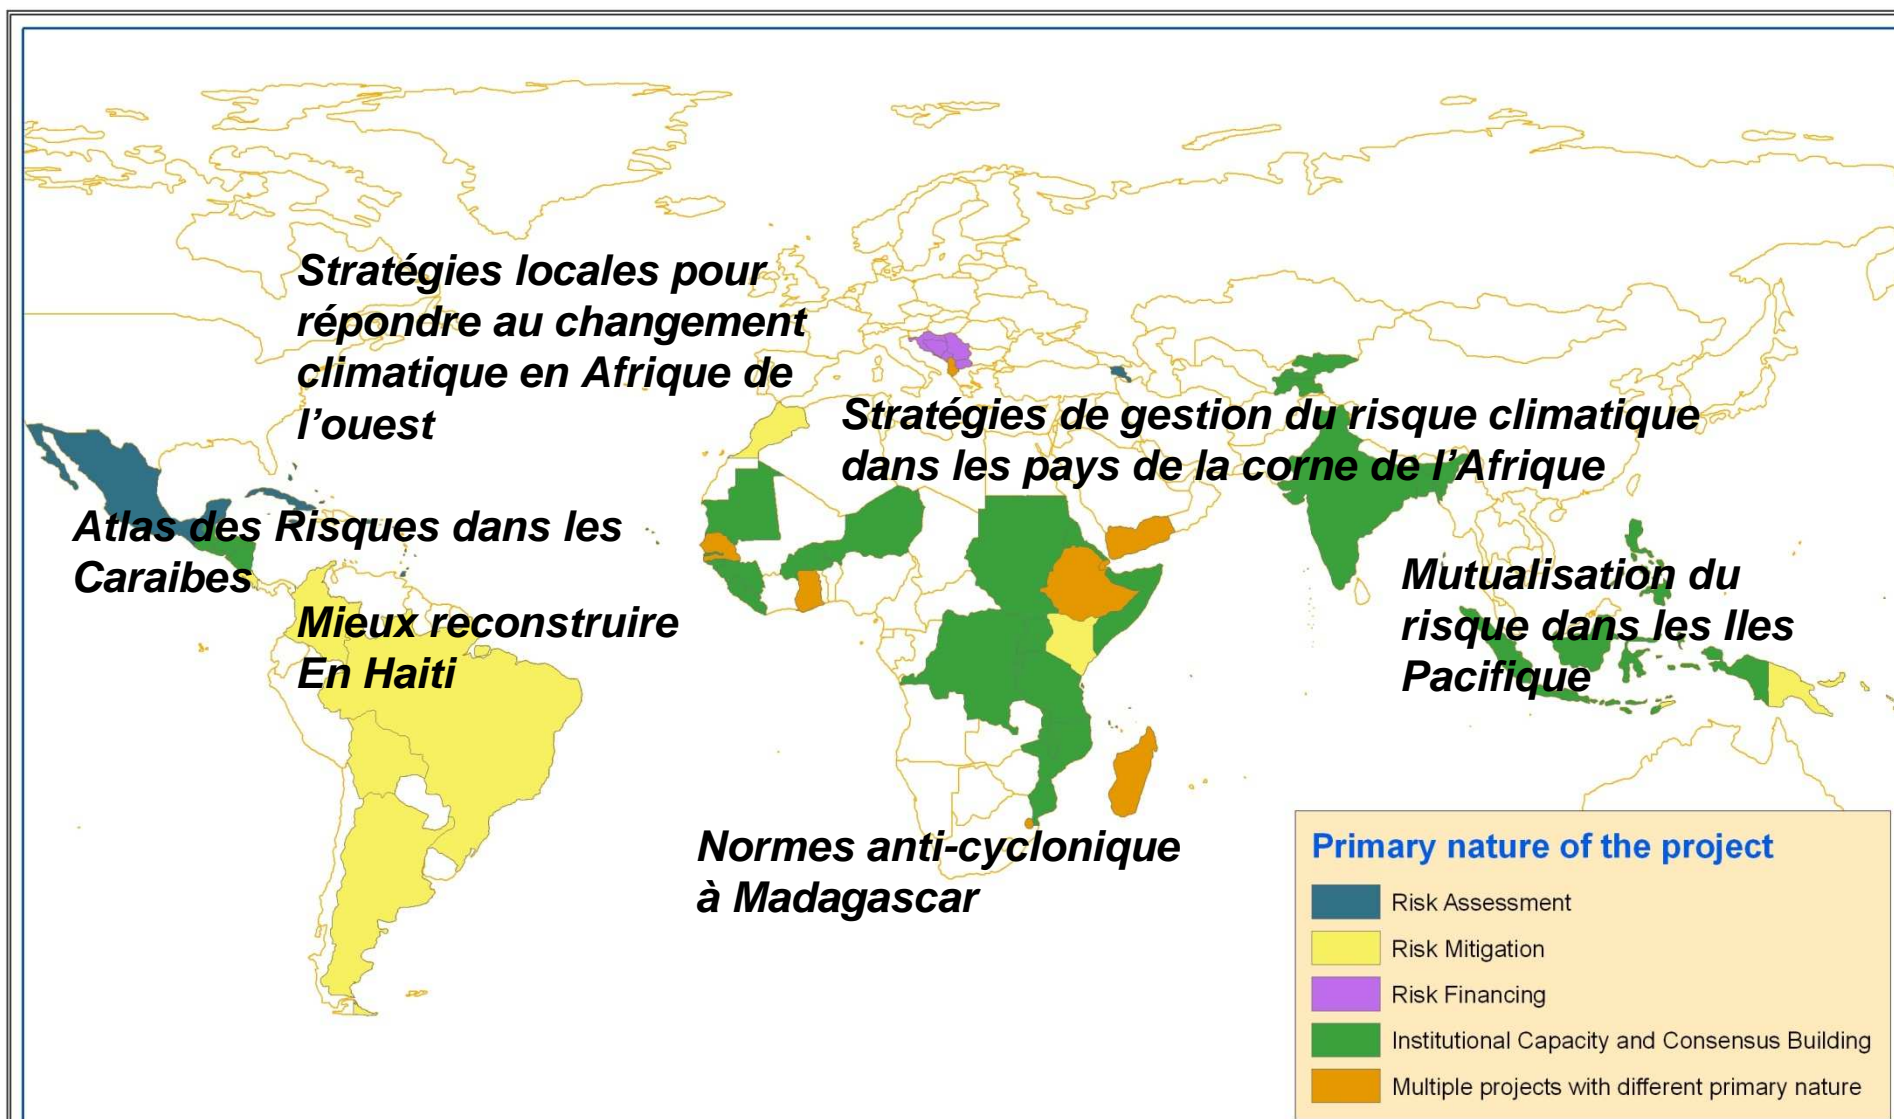 Stratégies locales pour
répondre au changement
climatique en Afrique de
l’ouest
Stratégies de gestion du risque climatique
dans les pays de la corne de l’Afrique
Atlas des Risques dans les
Caraibes
Mieux reconstruire
En Haiti
Mutualisation du
risque dans les Iles
Pacifique
Normes anti-cyclonique
à Madagascar
Primary nature of the project
Risk Assessment
Risk Mitigation
Risk Financing
Institutional Capacity and Consensus Building
Multiple projects with different primary nature